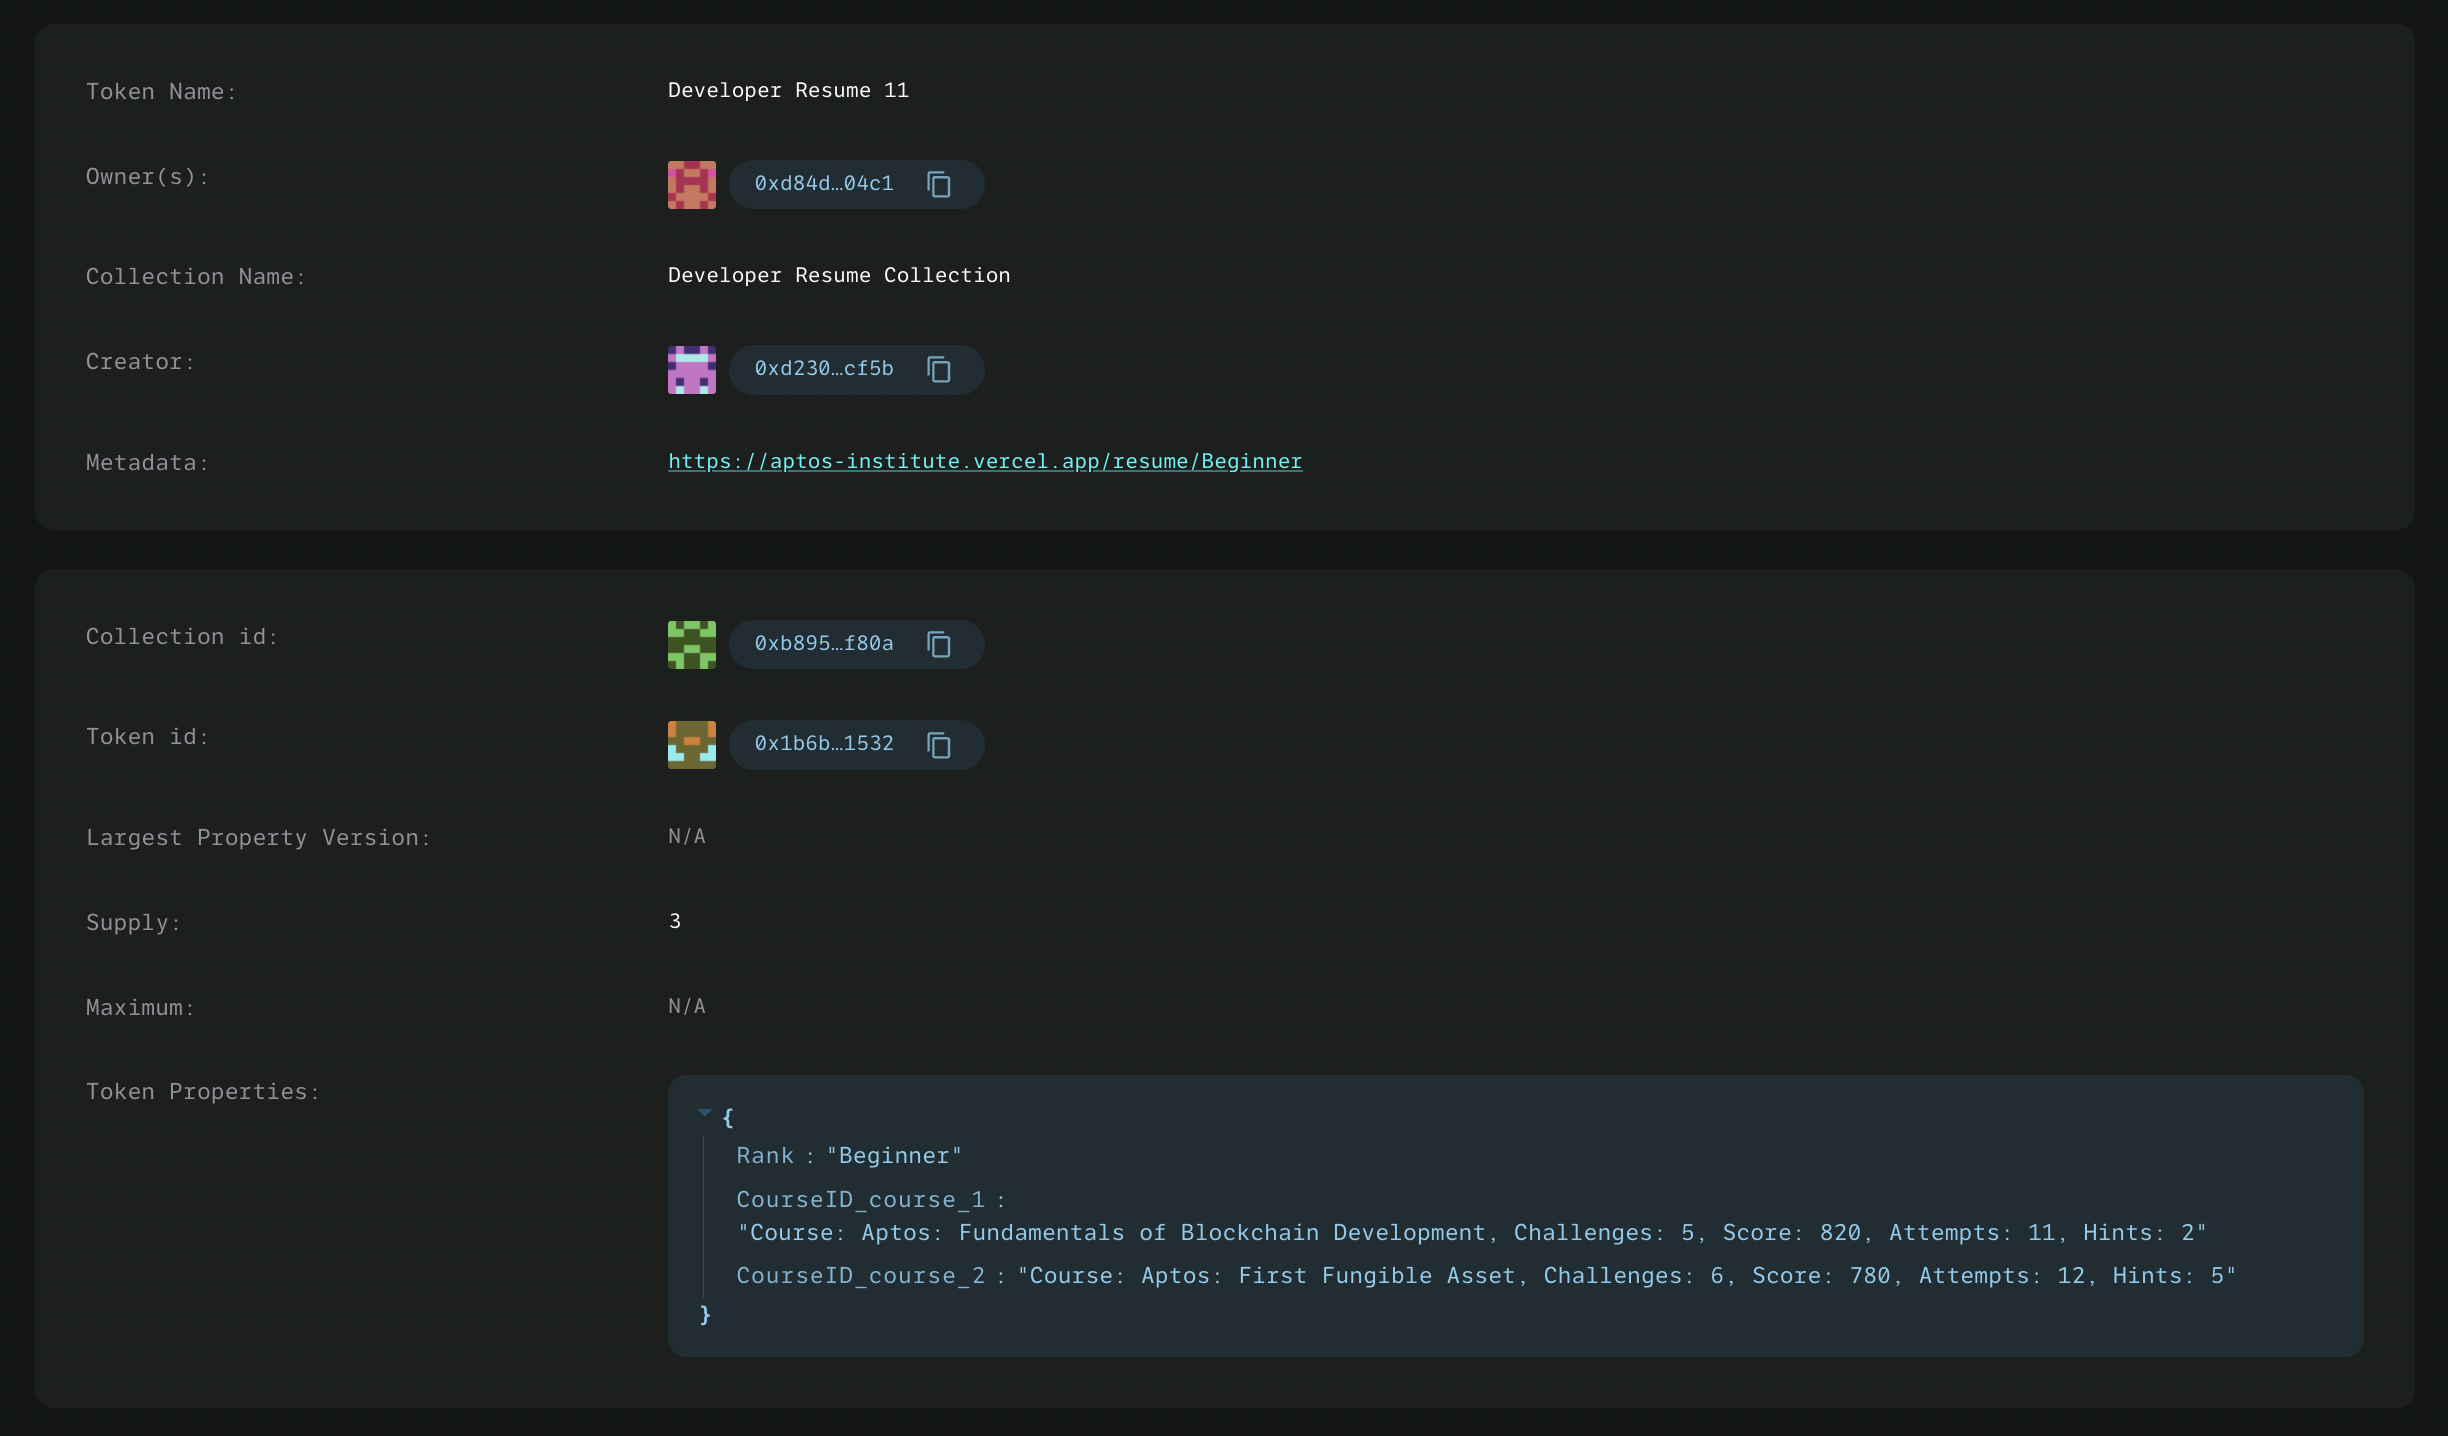 Token Name: Developer Resume 11
Owner(s): 0xd84d…04c1
Collection Name: Developer Resume Collection
Creator: 0xd230…cf5b
Metadata: https://aptos-institute.vercel.app/resume/Beginner
Collection id: 0xb895…f80a
Token id: 0x1b6b…1532
Largest Property Version: N/A
Supply: 3
Maximum: N/A
Token Properties:
{
Rank : "Beginner"
CourseID_course_1 :
"Course: Aptos: Fundamentals of Blockchain Development, Challenges: 5, Score: 820, Attempts: 11, Hints: 2"
CourseID_course_2 : "Course: Aptos: First Fungible Asset, Challenges: 6, Score: 780, Attempts: 12, Hints: 5"
}